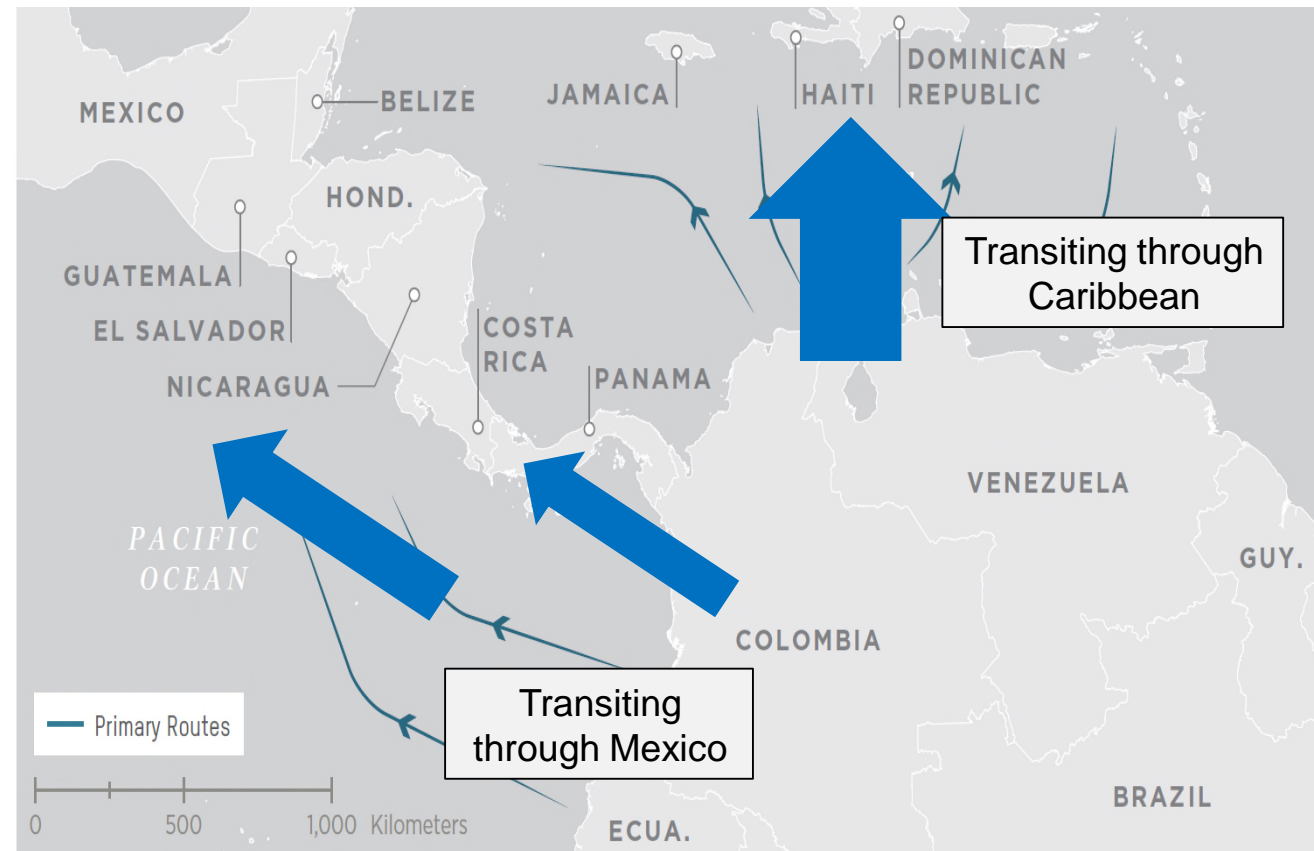 MEXICO
BELIZE
JAMAICA
HAITI
DOMINICAN
REPUBLIC
HOND.
GUATEMALA
EL SALVADOR
NICARAGUA
COSTA
RICA
PANAMA
Transiting through
Caribbean
VENEZUELA
GUY.
PACIFIC
OCEAN
COLOMBIA
Transiting
through Mexico
Primary Routes
BRAZIL
0 500 1,000 Kilometers
ECUA.